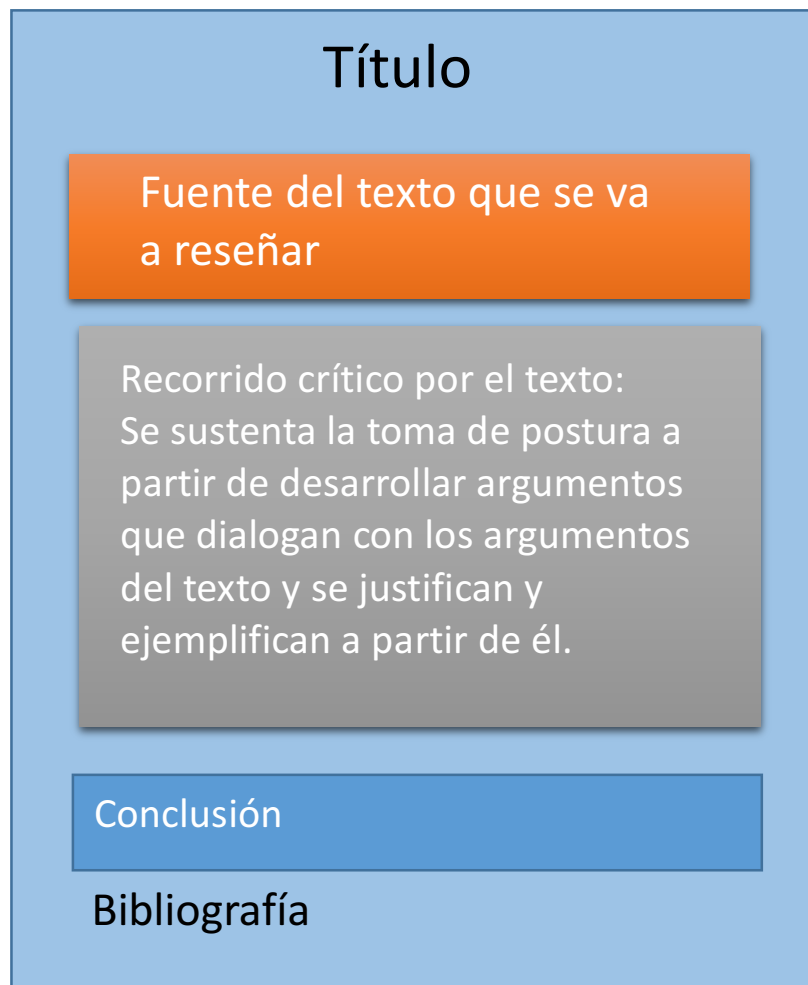 Título
Fuente del texto que se va
a reseñar
Recorrido crítico por el texto:
Se sustenta la toma de postura a
partir de desarrollar argumentos
que dialogan con los argumentos
del texto y se justifican y
ejemplifican a partir de él.
Conclusión
Bibliografía